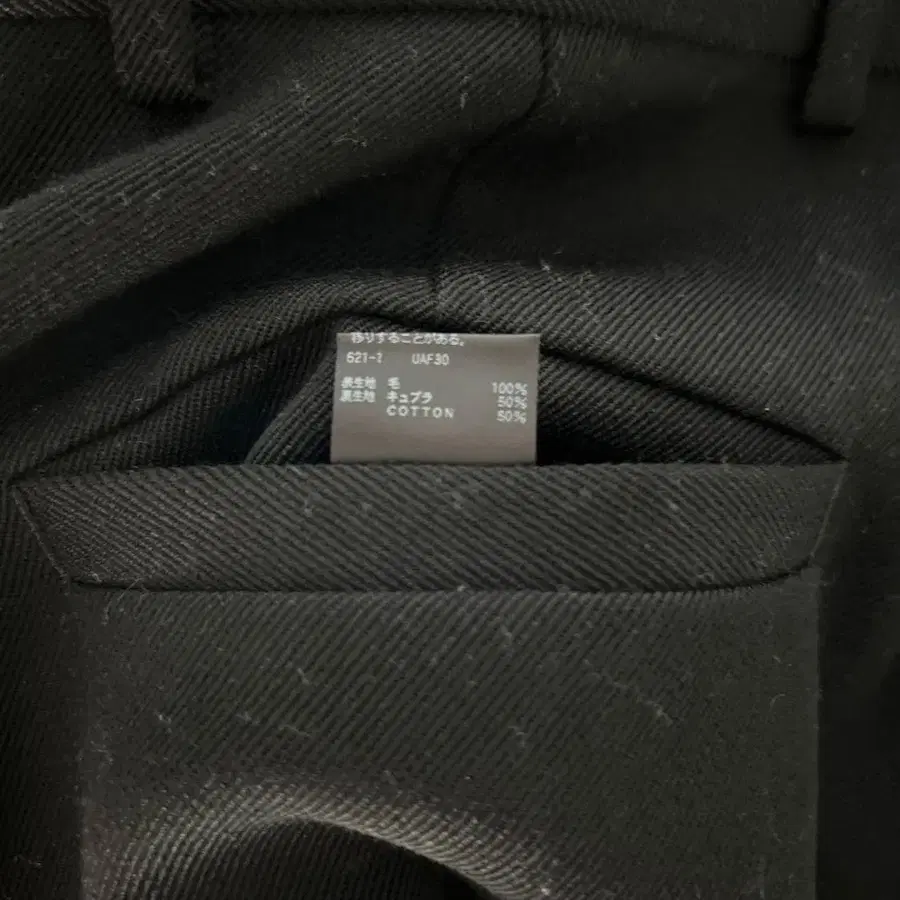 移りすることがある。
621-2 UAF30
表生地 毛 100%
裏生地 キュプラ 50%
COTTON 50%